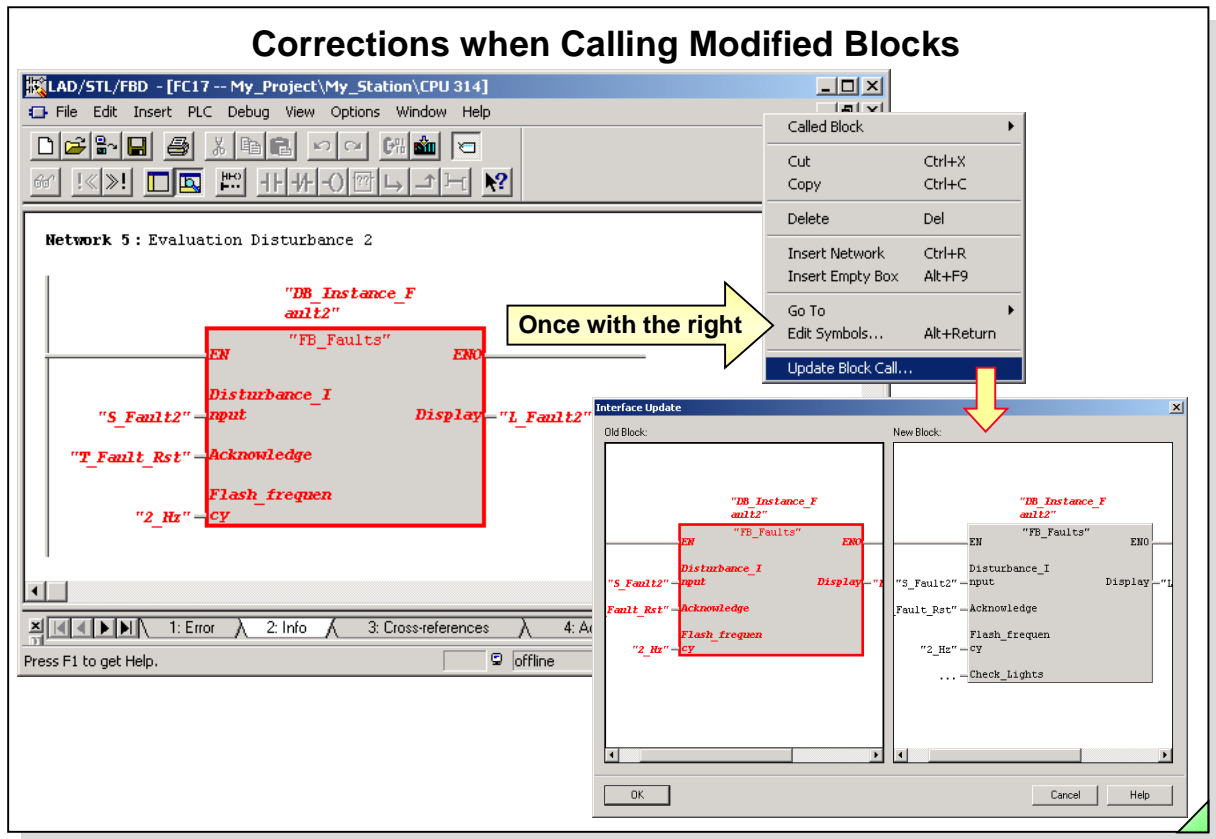 Corrections when Calling Modified Blocks
LAD/STL/FBD - [FC17 -- My_Project\My_Station\CPU 314]
File Edit Insert PLC Debug View Options Window Help
Network 5 : Evaluation Disturbance 2
"DB_Instance_F
ault2"
"FB_Faults"
EN ENO
Disturbance_I
"S_Fault2" nput Display "L_Fault2"
"T_Fault_Rst" Acknowledge
Flash_frequen
"2_Hz" cy
1: Error 2: Info 3: Cross-references 4: A
Press F1 to get Help. offline
Once with the right
Called Block
Cut Ctrl+X
Copy Ctrl+C
Delete Del
Insert Network Ctrl+R
Insert Empty Box Alt+F9
Go To
Edit Symbols... Alt+Return
Update Block Call...
Interface Update
Old Block: New Block:
"DB_Instance_F
ault2"
"FB_Faults"
EN ENO
Disturbance_I
"S_Fault2" nput Display "
Fault_Rst" Acknowledge
Flash_frequen
"2_Hz" cy
"DB_Instance_F
ault2"
"FB_Faults"
EN ENO
Disturbance_I
"S_Fault2" nput Display "L
_Fault_Rst" Acknowledge
Flash_frequen
"2_Hz" cy
... Check_Lights
OK Cancel Help